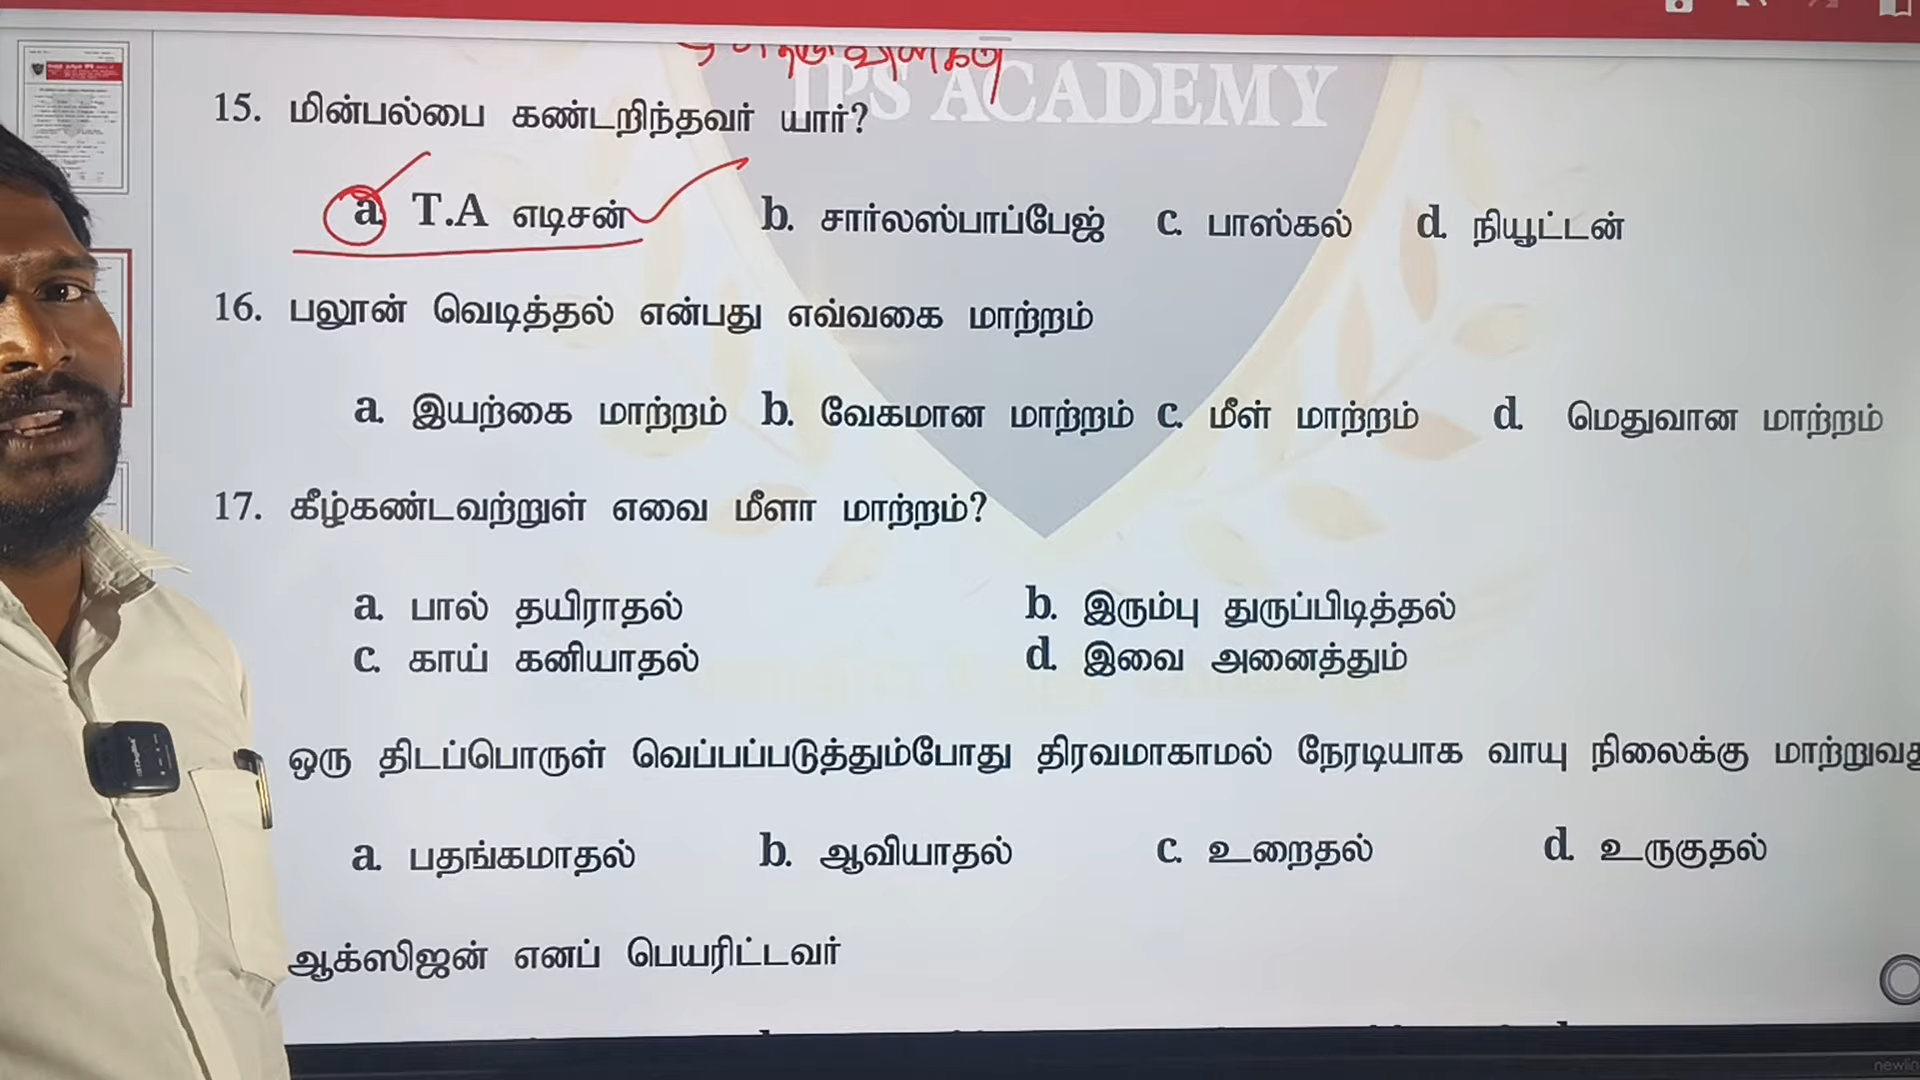 IPS ACADEMY
15. மின்பல்பை கண்டறிந்தவர் யார்?
a. T.A எடிசன் b. சார்லஸ்பாப்பேஜ் c. பாஸ்கல் d. நியூட்டன்
16. பலூன் வெடித்தல் என்பது எவ்வகை மாற்றம்
a. இயற்கை மாற்றம் b. வேகமான மாற்றம் c. மீள் மாற்றம் d. மெதுவான மாற்றம்
17. கீழ்கண்டவற்றுள் எவை மீளா மாற்றம்?
a. பால் தயிராதல் b. இரும்பு துருப்பிடித்தல்
c. காய் கனியாதல் d. இவை அனைத்தும்
ஒரு திடப்பொருள் வெப்பப்படுத்தும்போது திரவமாகாமல் நேரடியாக வாயு நிலைக்கு
a. பதங்கமாதல் b. ஆவியாதல் c. உறைதல் d. உருகுதல்
ஆக்ஸிஜன் எனப் பெயரிட்டவர்